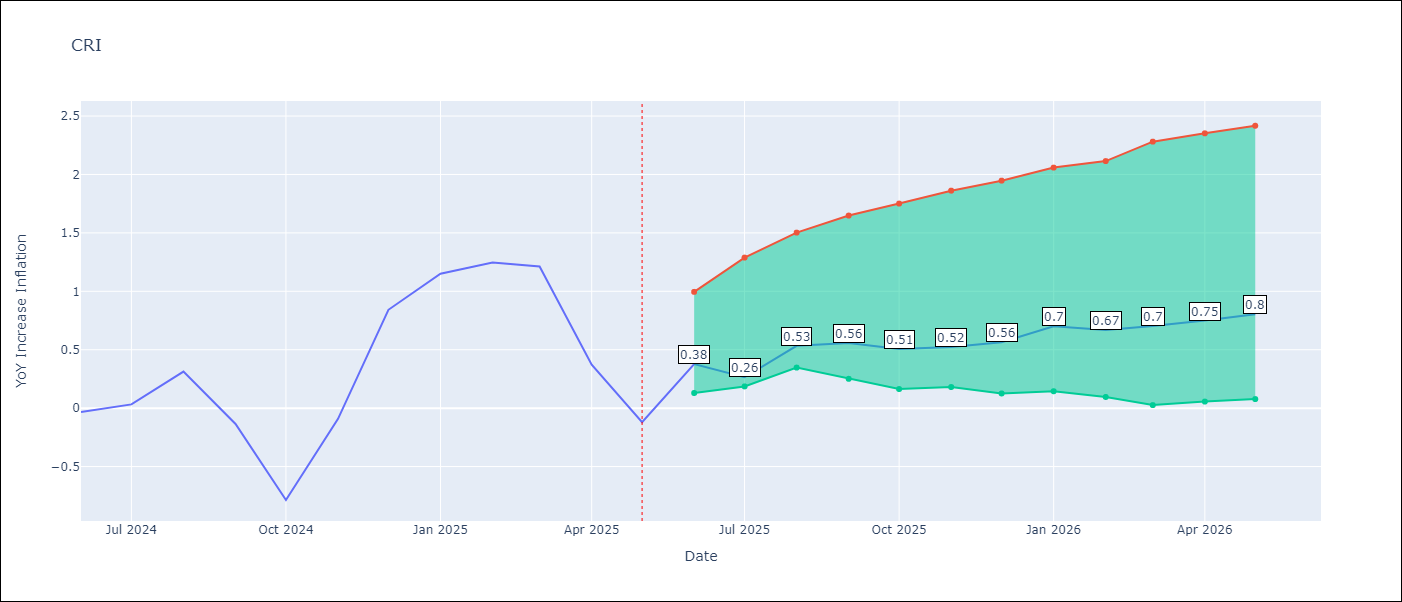 CRI
2.5
2
1.5
1
0.5
0
−0.5
YoY Increase Inflation
0.38
0.26
0.53
0.56
0.51
0.52
0.56
0.7
0.67
0.7
0.75
0.8
Jul 2024
Oct 2024
Jan 2025
Apr 2025
Jul 2025
Oct 2025
Jan 2026
Apr 2026
Date